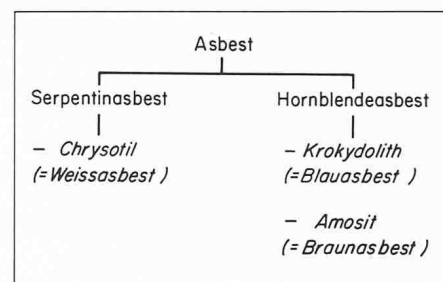 Asbest
Serpentinasbest
– Chrysotil
(=Weissasbest)
Hornblendeasbest
– Krokydolith
(=Blauasbest)
– Amosit
(=Braunasbest)